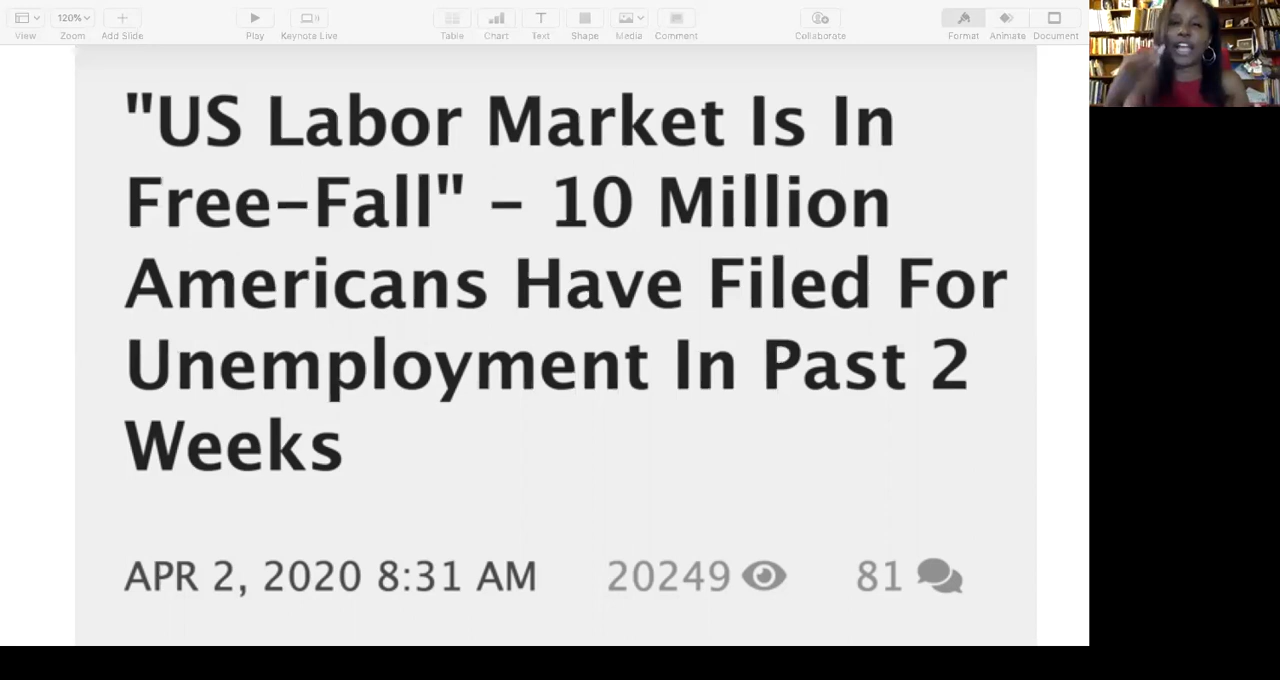 120%
View
Zoom
Add Slide
Play
Keynote Live
Table
Chart
Text
Shape
Media
Comment
Collaborate
Format
Animate
Document
"US Labor Market Is In
Free-Fall" - 10 Million
Americans Have Filed For
Unemployment In Past 2
Weeks
APR 2, 2020 8:31 AM 20249 81